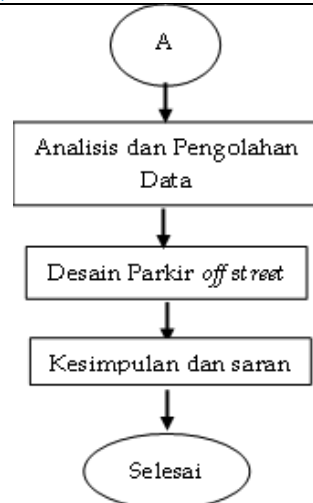 A
Analisis dan Pengolahan
Data
Desain Parkir off street
Kesimpulan dan saran
Selesai